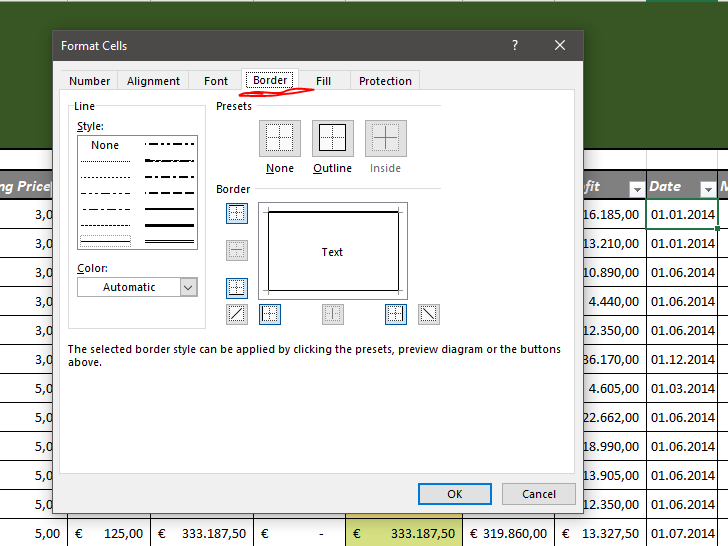 Format Cells ?
Number Alignment Font Border Fill Protection
Line
Style:
None
Color:
Automatic
Presets
None Outline Inside
Border
Text
The selected border style can be applied by clicking the presets, preview diagram or the buttons
above.
OK Cancel
ng Price Date
3,0 16.185,00 01.01.2014
3,0 13.210,00 01.01.2014
3,0 10.890,00 01.06.2014
3,0 4.440,00 01.06.2014
3,0 12.350,00 01.06.2014
3,0 36.170,00 01.12.2014
5,0 4.605,00 01.03.2014
5,0 22.662,00 01.06.2014
5,0 18.990,00 01.06.2014
5,0 13.905,00 01.06.2014
5,0 12.350,00 01.06.2014
5,00 € 125,00 € 333.187,50 € - € 333.187,50 € 319.860,00 € 13.327,50 01.07.2014